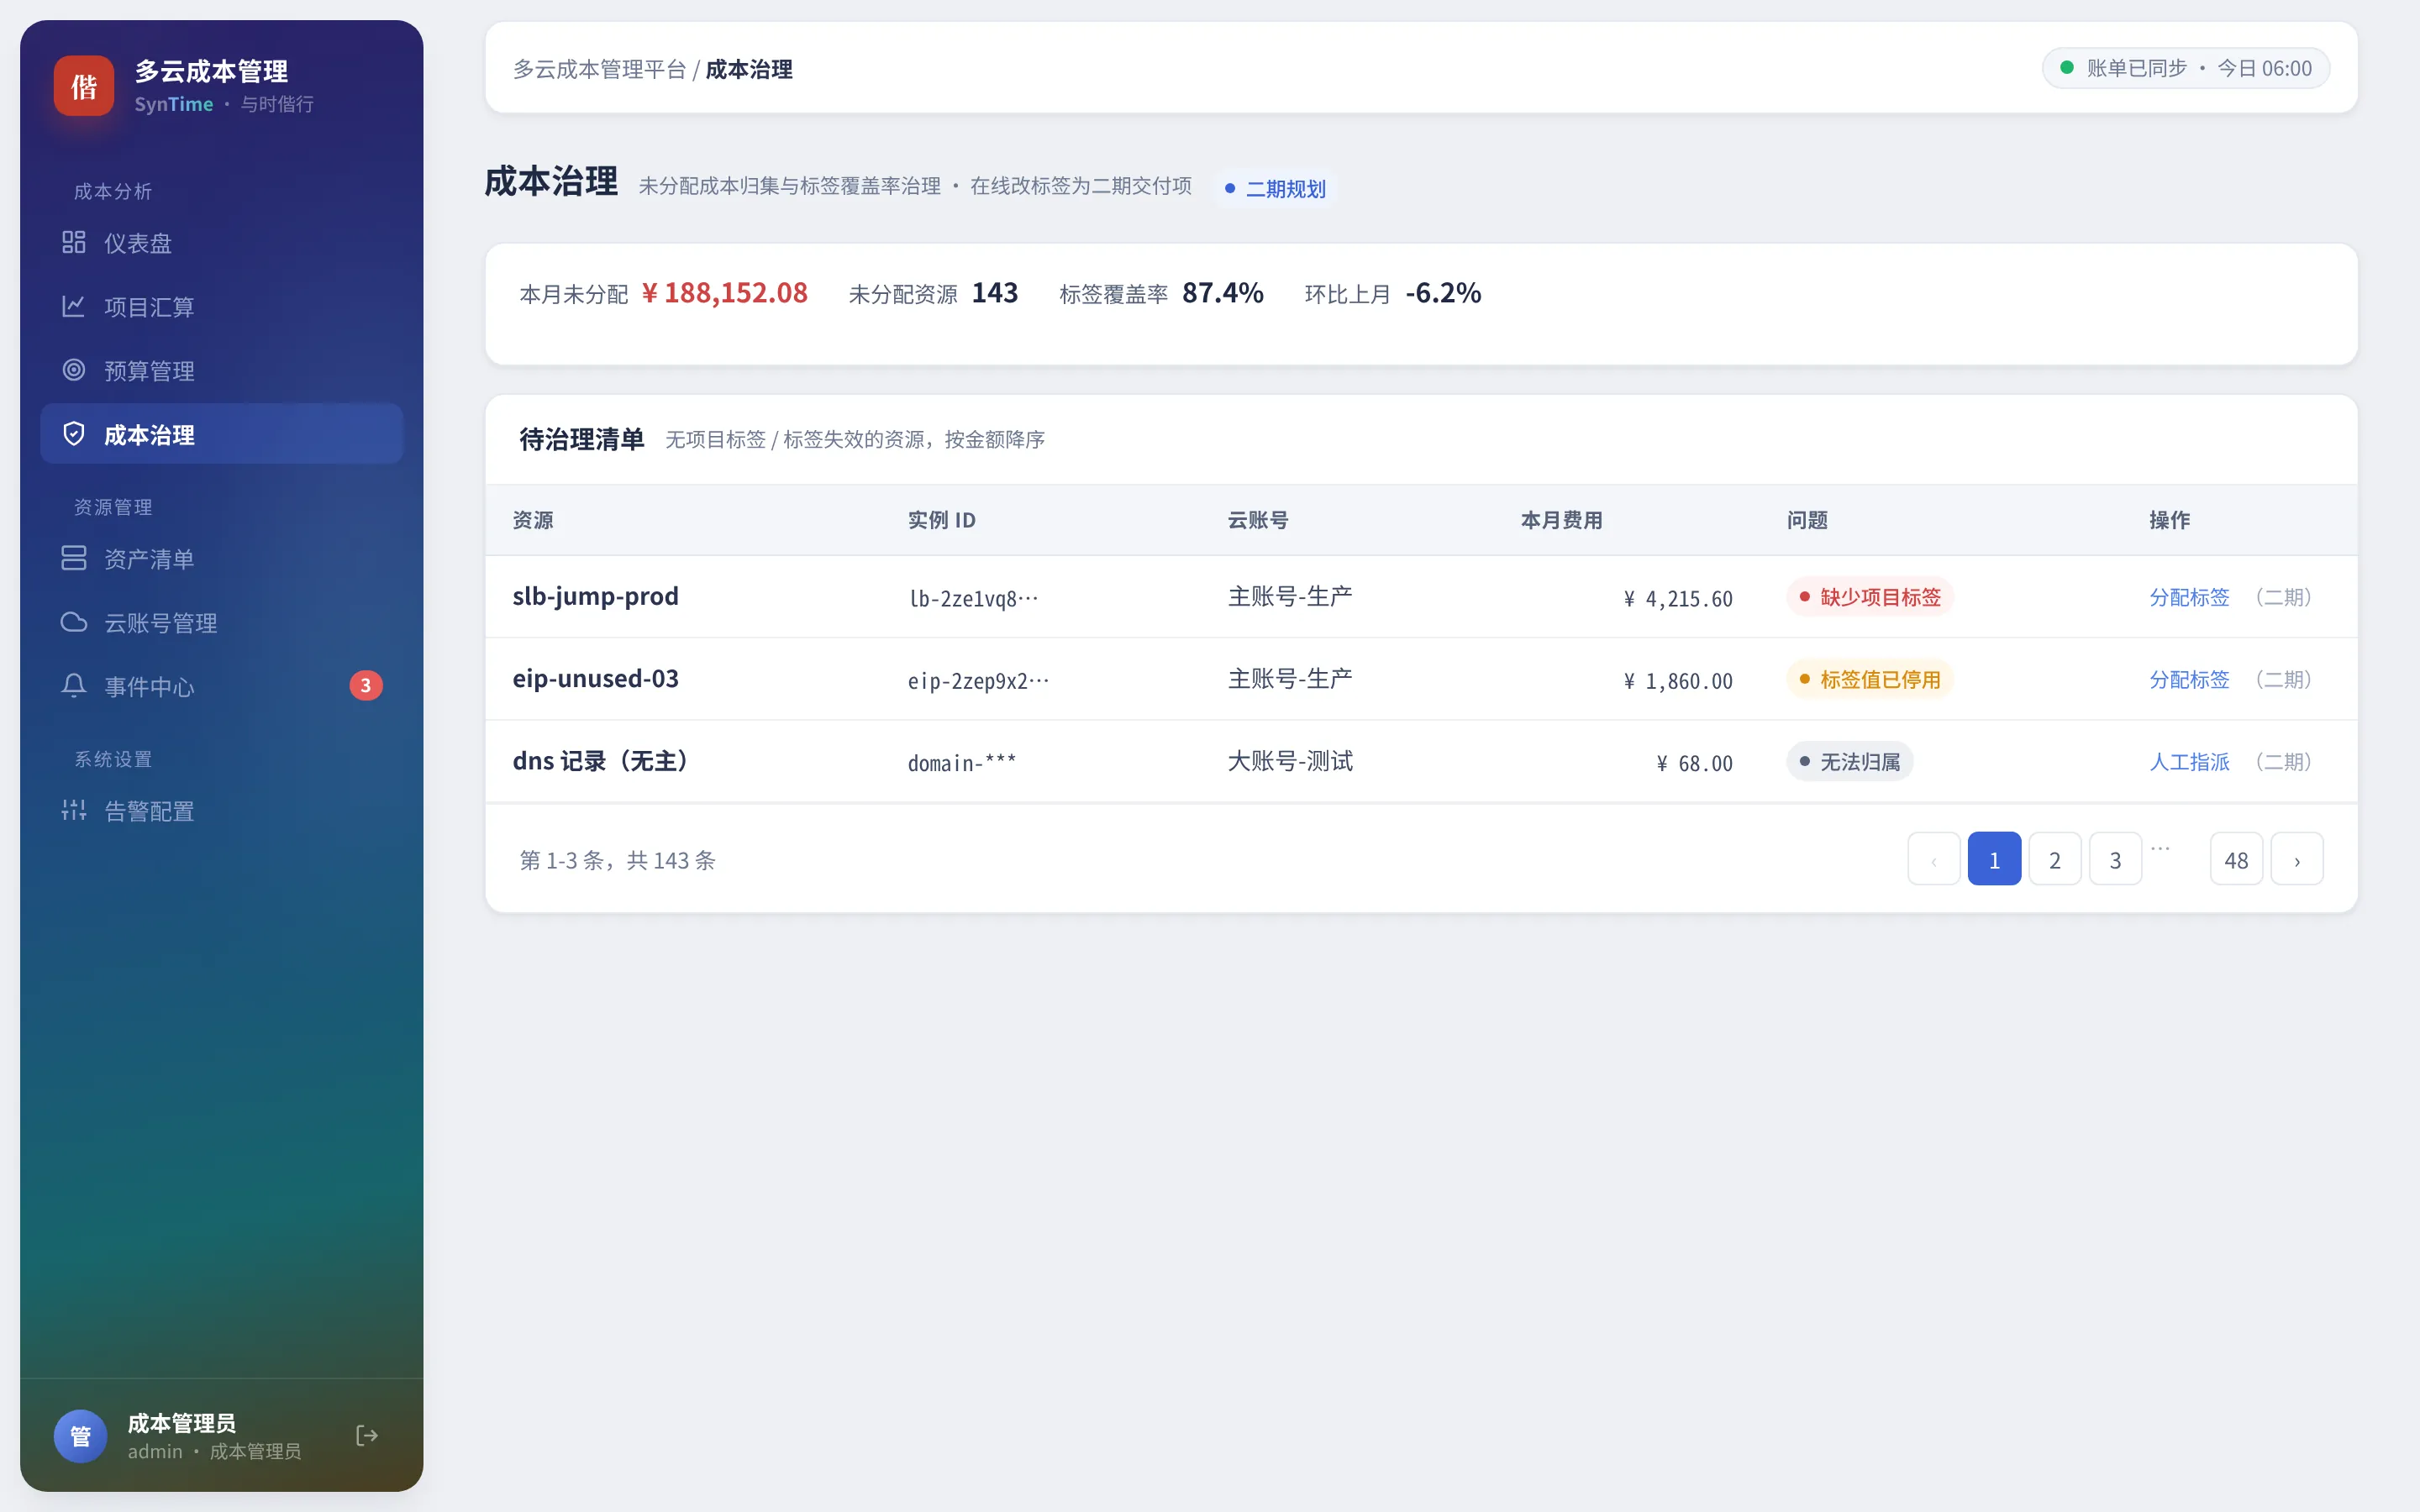 偕
多云成本管理
SynTime · 与时偕行
成本分析
仪表盘
项目汇算
预算管理
成本治理
资源管理
资产清单
云账号管理
事件中心 3
系统设置
告警配置
管
成本管理员
admin · 成本管理员
多云成本管理平台 / 成本治理
账单已同步 · 今日 06:00
成本治理 未分配成本归集与标签覆盖率治理 · 在线改标签为二期交付项 二期规划
本月未分配 ¥ 188,152.08 未分配资源 143 标签覆盖率 87.4% 环比上月 -6.2%
待治理清单 无项目标签 / 标签失效的资源，按金额降序
资源 实例 ID 云账号 本月费用 问题 操作
slb-jump-prod lb-2ze1vq8··· 主账号-生产 ¥ 4,215.60 缺少项目标签 分配标签 （二期）
eip-unused-03 eip-2zep9x2··· 主账号-生产 ¥ 1,860.00 标签值已停用 分配标签 （二期）
dns 记录（无主） domain-*** 大账号-测试 ¥ 68.00 无法归属 人工指派 （二期）
第 1-3 条，共 143 条
‹ 1 2 3 ··· 48 ›